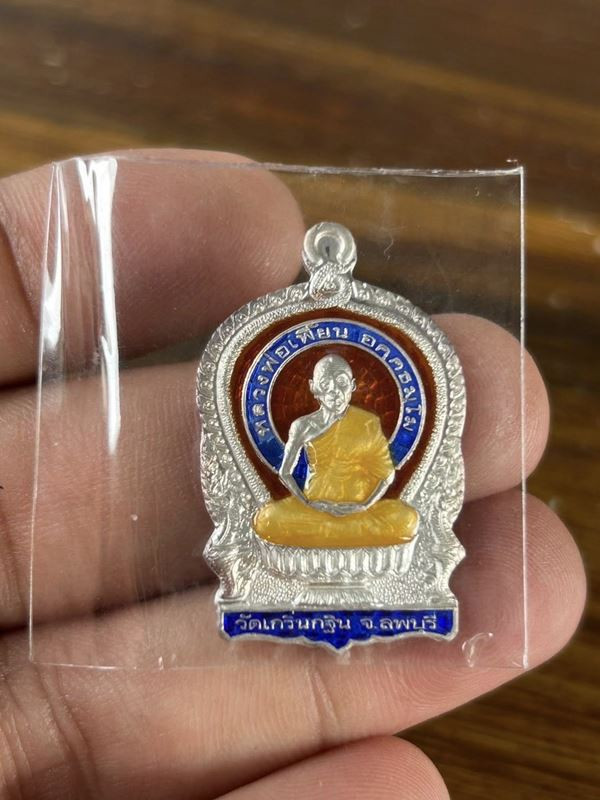 หลวงพ่อเพี้ยน อคฺคธมฺโม
วัดเกริ่นกฐิน จ.ลพบุรี